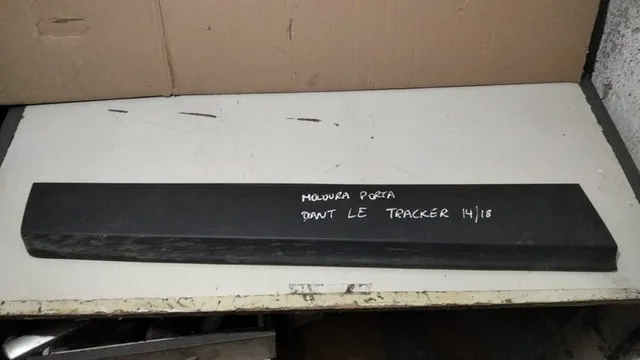 MOLDURA PORTA
DIANT LE TRACKER 14/18